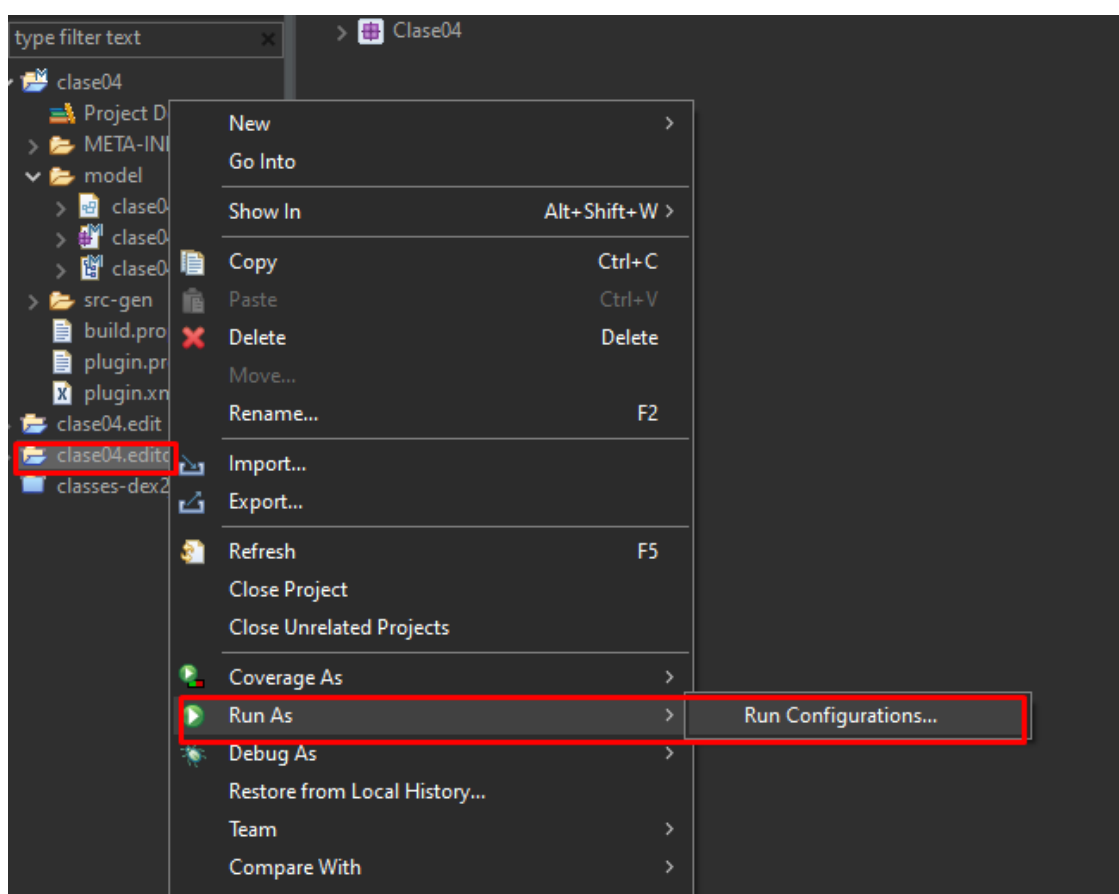 type filter text
Clase04
clase04
Project D
META-IN
model
clase0
clase0
clase0
src-gen
build.pro
plugin.pr
plugin.xn
clase04.edit
clase04.edito
classes-dex2
New
Go Into
Show In Alt+Shift+W >
Copy Ctrl+C
Paste Ctrl+V
Delete Delete
Move...
Rename... F2
Import...
Export...
Refresh F5
Close Project
Close Unrelated Projects
Coverage As
Run As
Run Configurations...
Debug As
Restore from Local History...
Team
Compare With